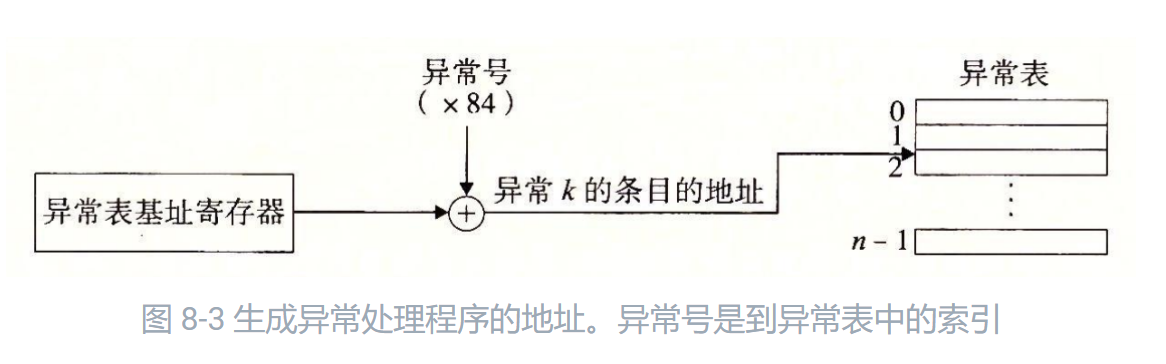 异常号
( ×84 )
异常表
0
1
2
异常 k 的条目的地址
异常表基址寄存器
n - 1
图 8-3 生成异常处理程序的地址。异常号是到异常表中的索引